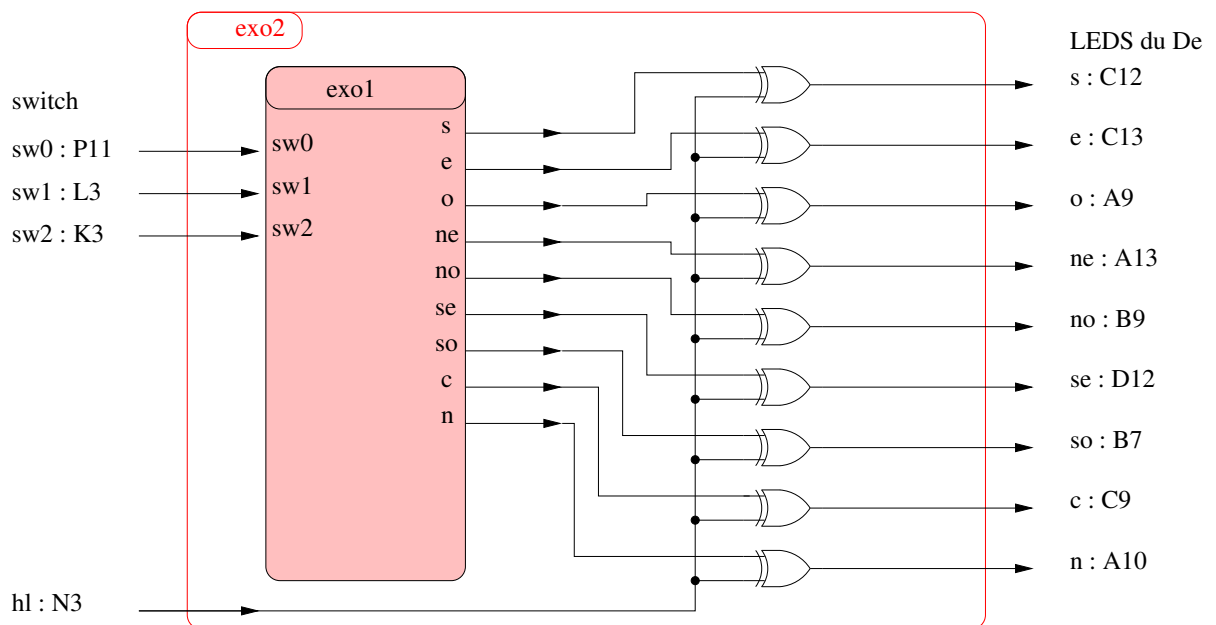 exo2
LEDS du De
exo1
s : C12
switch
s
e : C13
sw0 : P11
sw0
e
sw1 : L3
sw1
o
o : A9
sw2 : K3
sw2
ne
ne : A13
no
no : B9
se
so
se : D12
c
n
so : B7
c : C9
n : A10
hl : N3